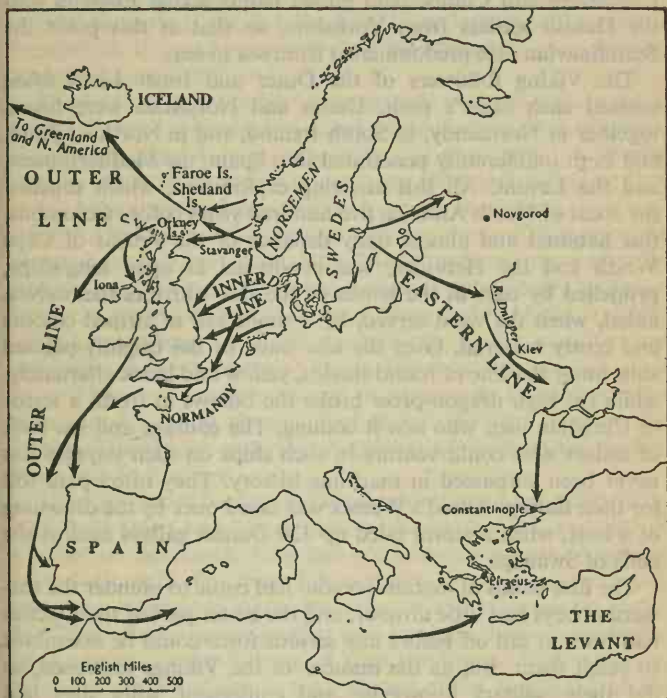 ICELAND
To Greenland
and N. America
OUTER
LINE
Faroe Is.
Shetland
Is.
Orkney
Is.
NORSEMEN
SWEDES
Novgorod
Stavanger
Iona
INNER
LINE
DANES
EASTERN LINE
R. Dnieper
Kiev
LINE
OUTER
NORMANDY
SPAIN
Constantinople
Piraeus
THE
LEVANT
English Miles
0 100 200 300 400 500